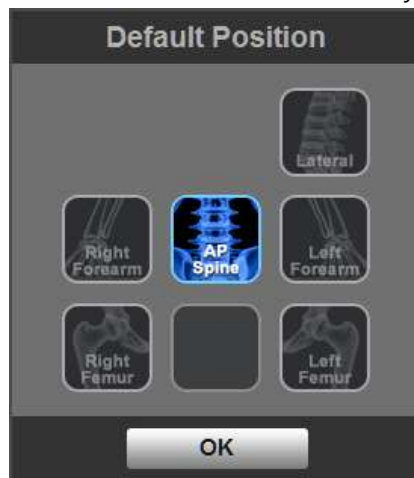 Default Position
Lateral
Right
Forearm
AP
Spine
Left
Forearm
Right
Femur
Left
Femur
OK